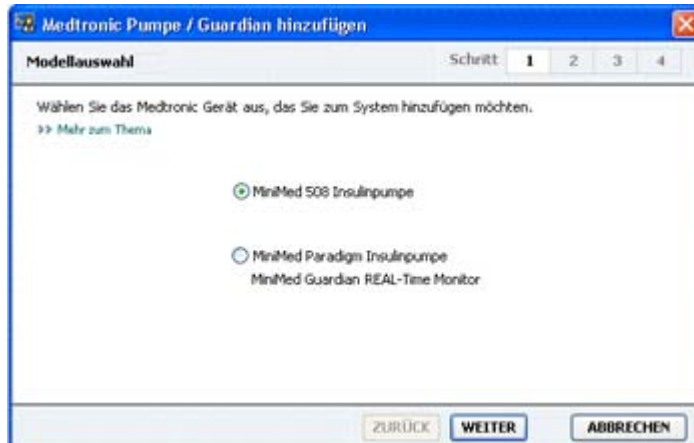 Medtronic Pumpe / Guardian hinzufügen
Modellauswahl Schritt 1 2 3 4
Wählen Sie das Medtronic Gerät aus, das Sie zum System hinzufügen möchten.
>> Mehr zum Thema
MiniMed 508 Insulinpumpe
MiniMed Paradigm Insulinpumpe
MiniMed Guardian REAL-Time Monitor
ZURÜCK WEITER ABBRECHEN